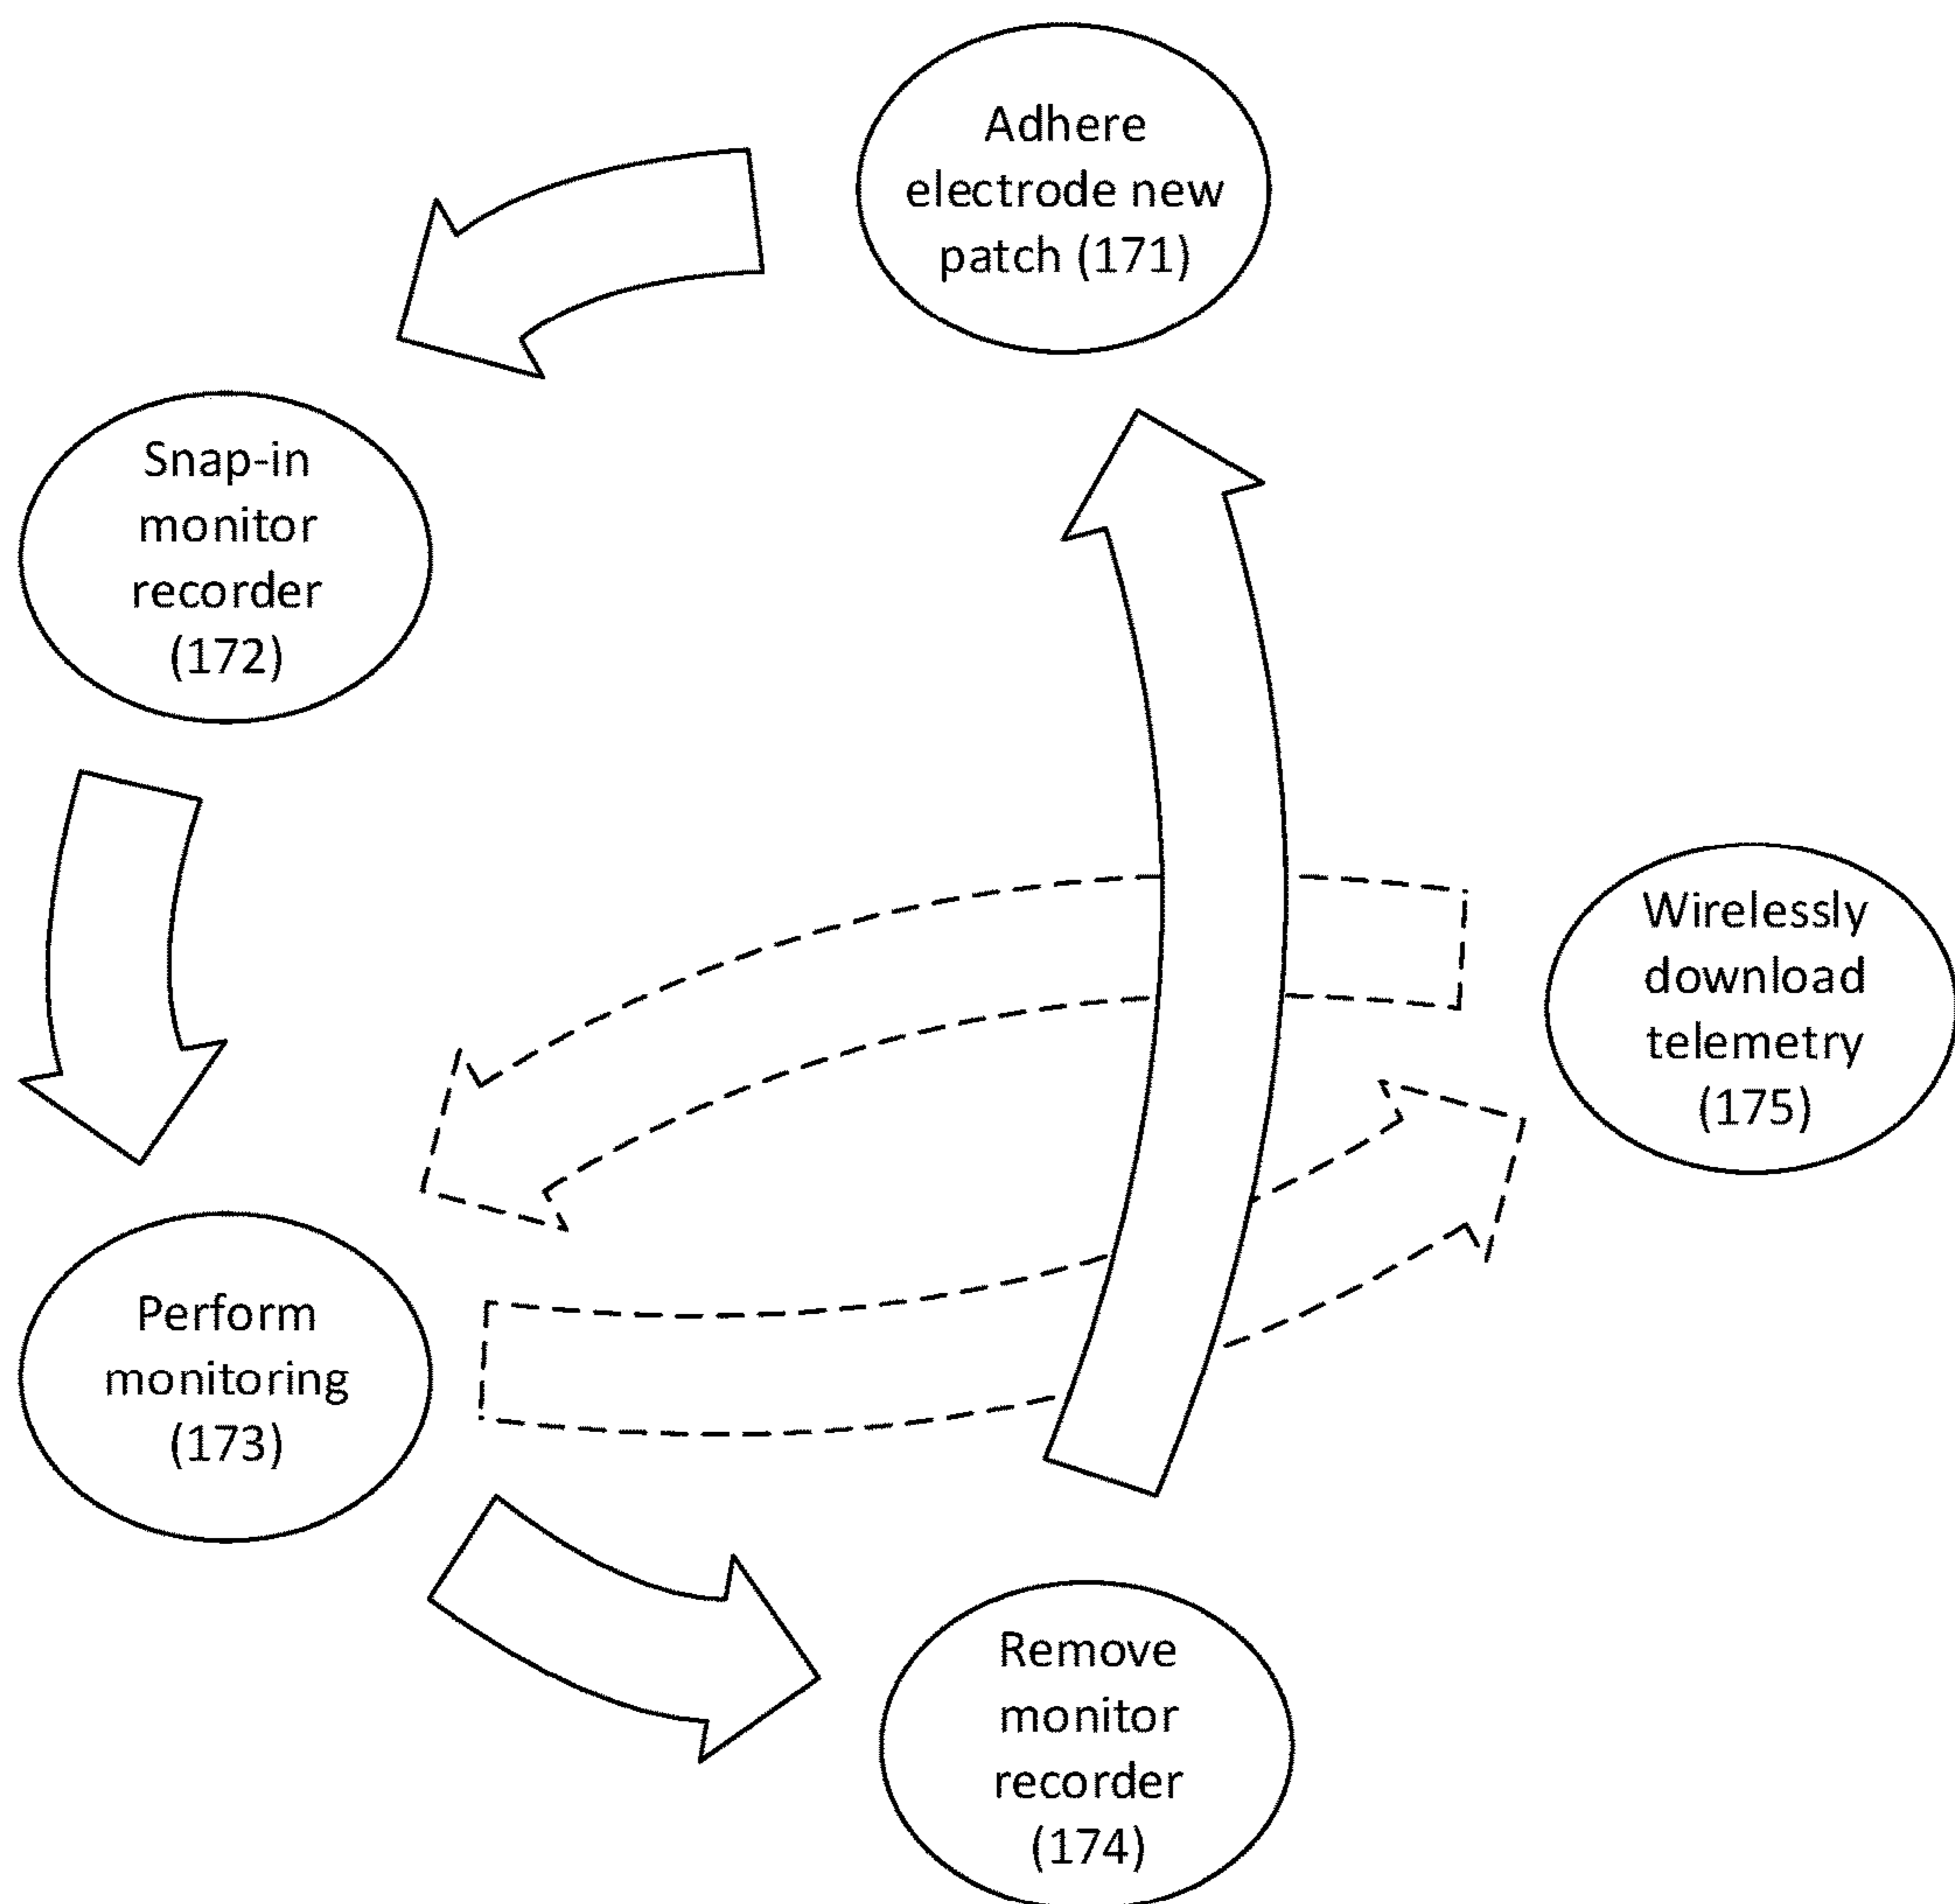 Adhere
electrode new
patch (171)
Snap-in
monitor
recorder
(172)
Wirelessly
download
telemetry
(175)
Perform
monitoring
(173)
Remove
monitor
recorder
(174)